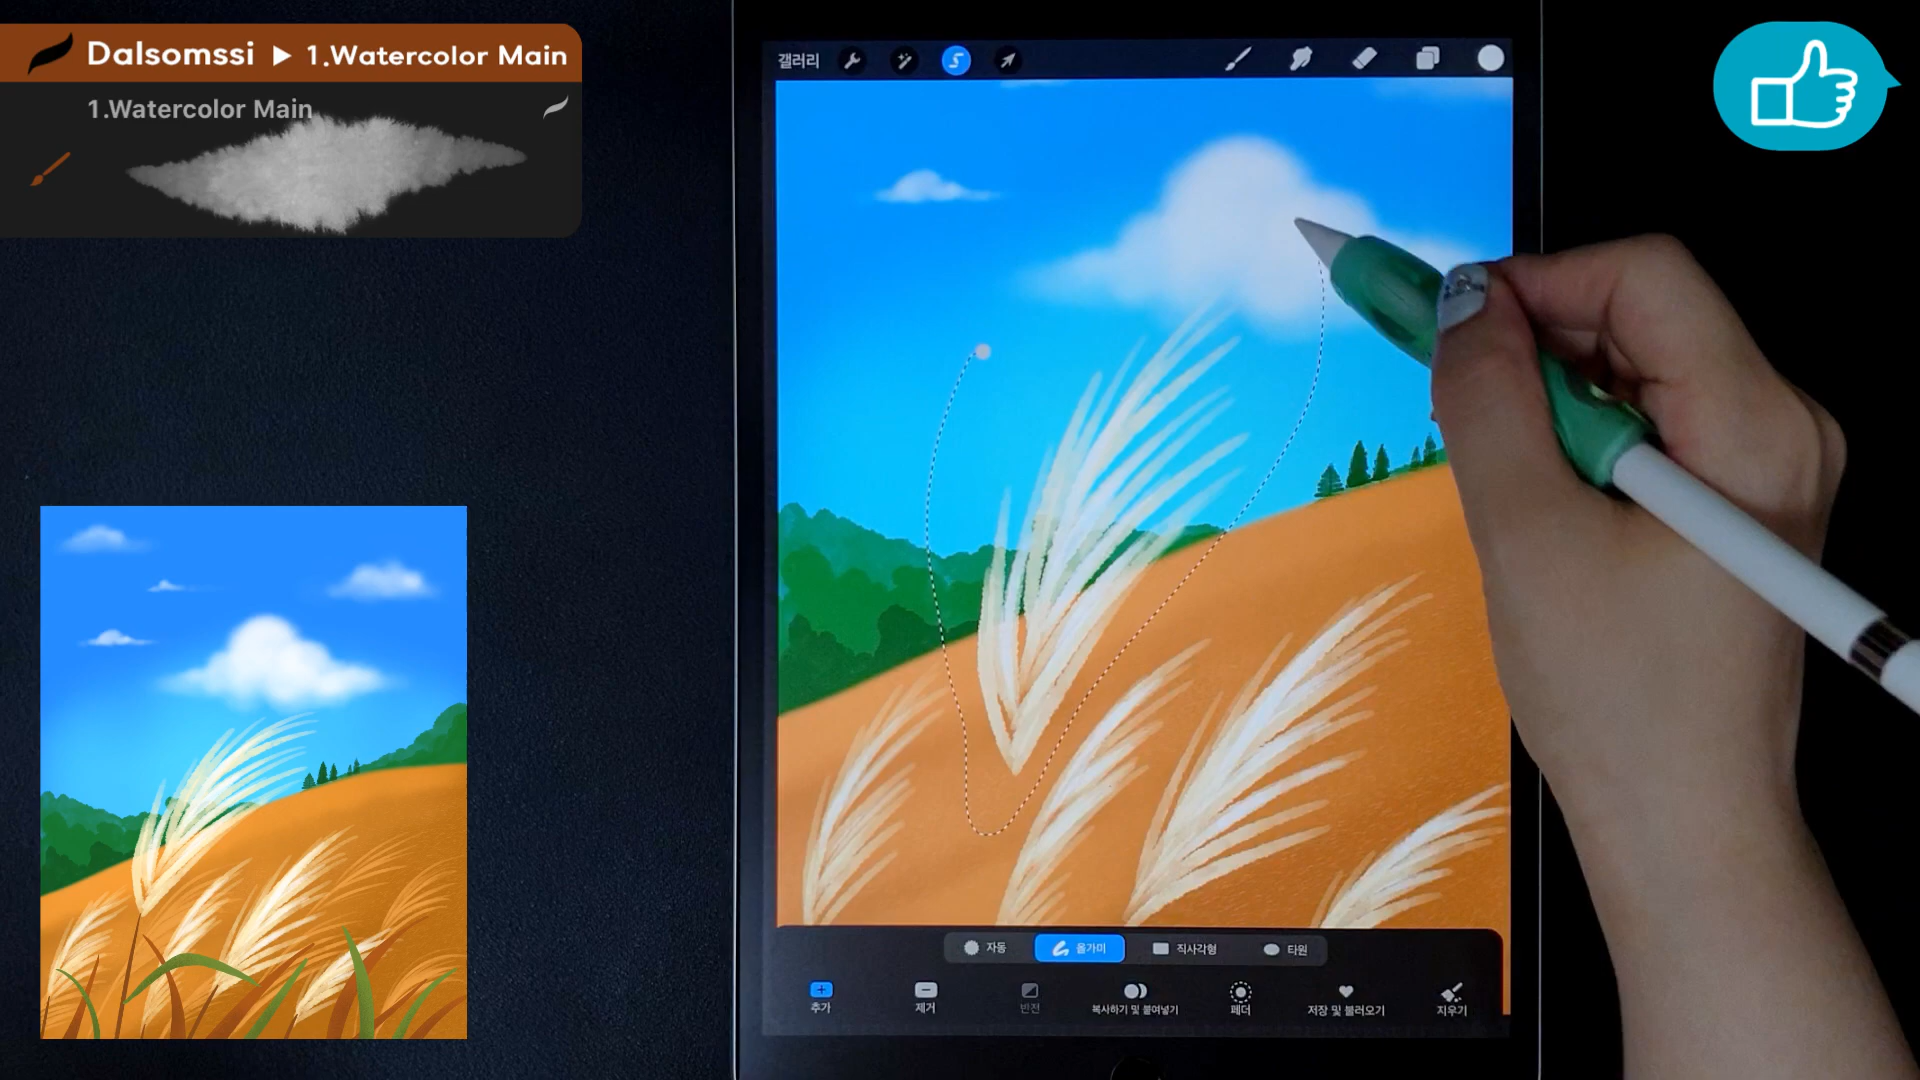 Dalsomssi ▶ 1.Watercolor Main
1.Watercolor Main
갤러리
자동 올가미 직사각형 타원
추가 제거 반전 복사하기 및 붙여넣기 페더 저장 및 불러오기 지우기